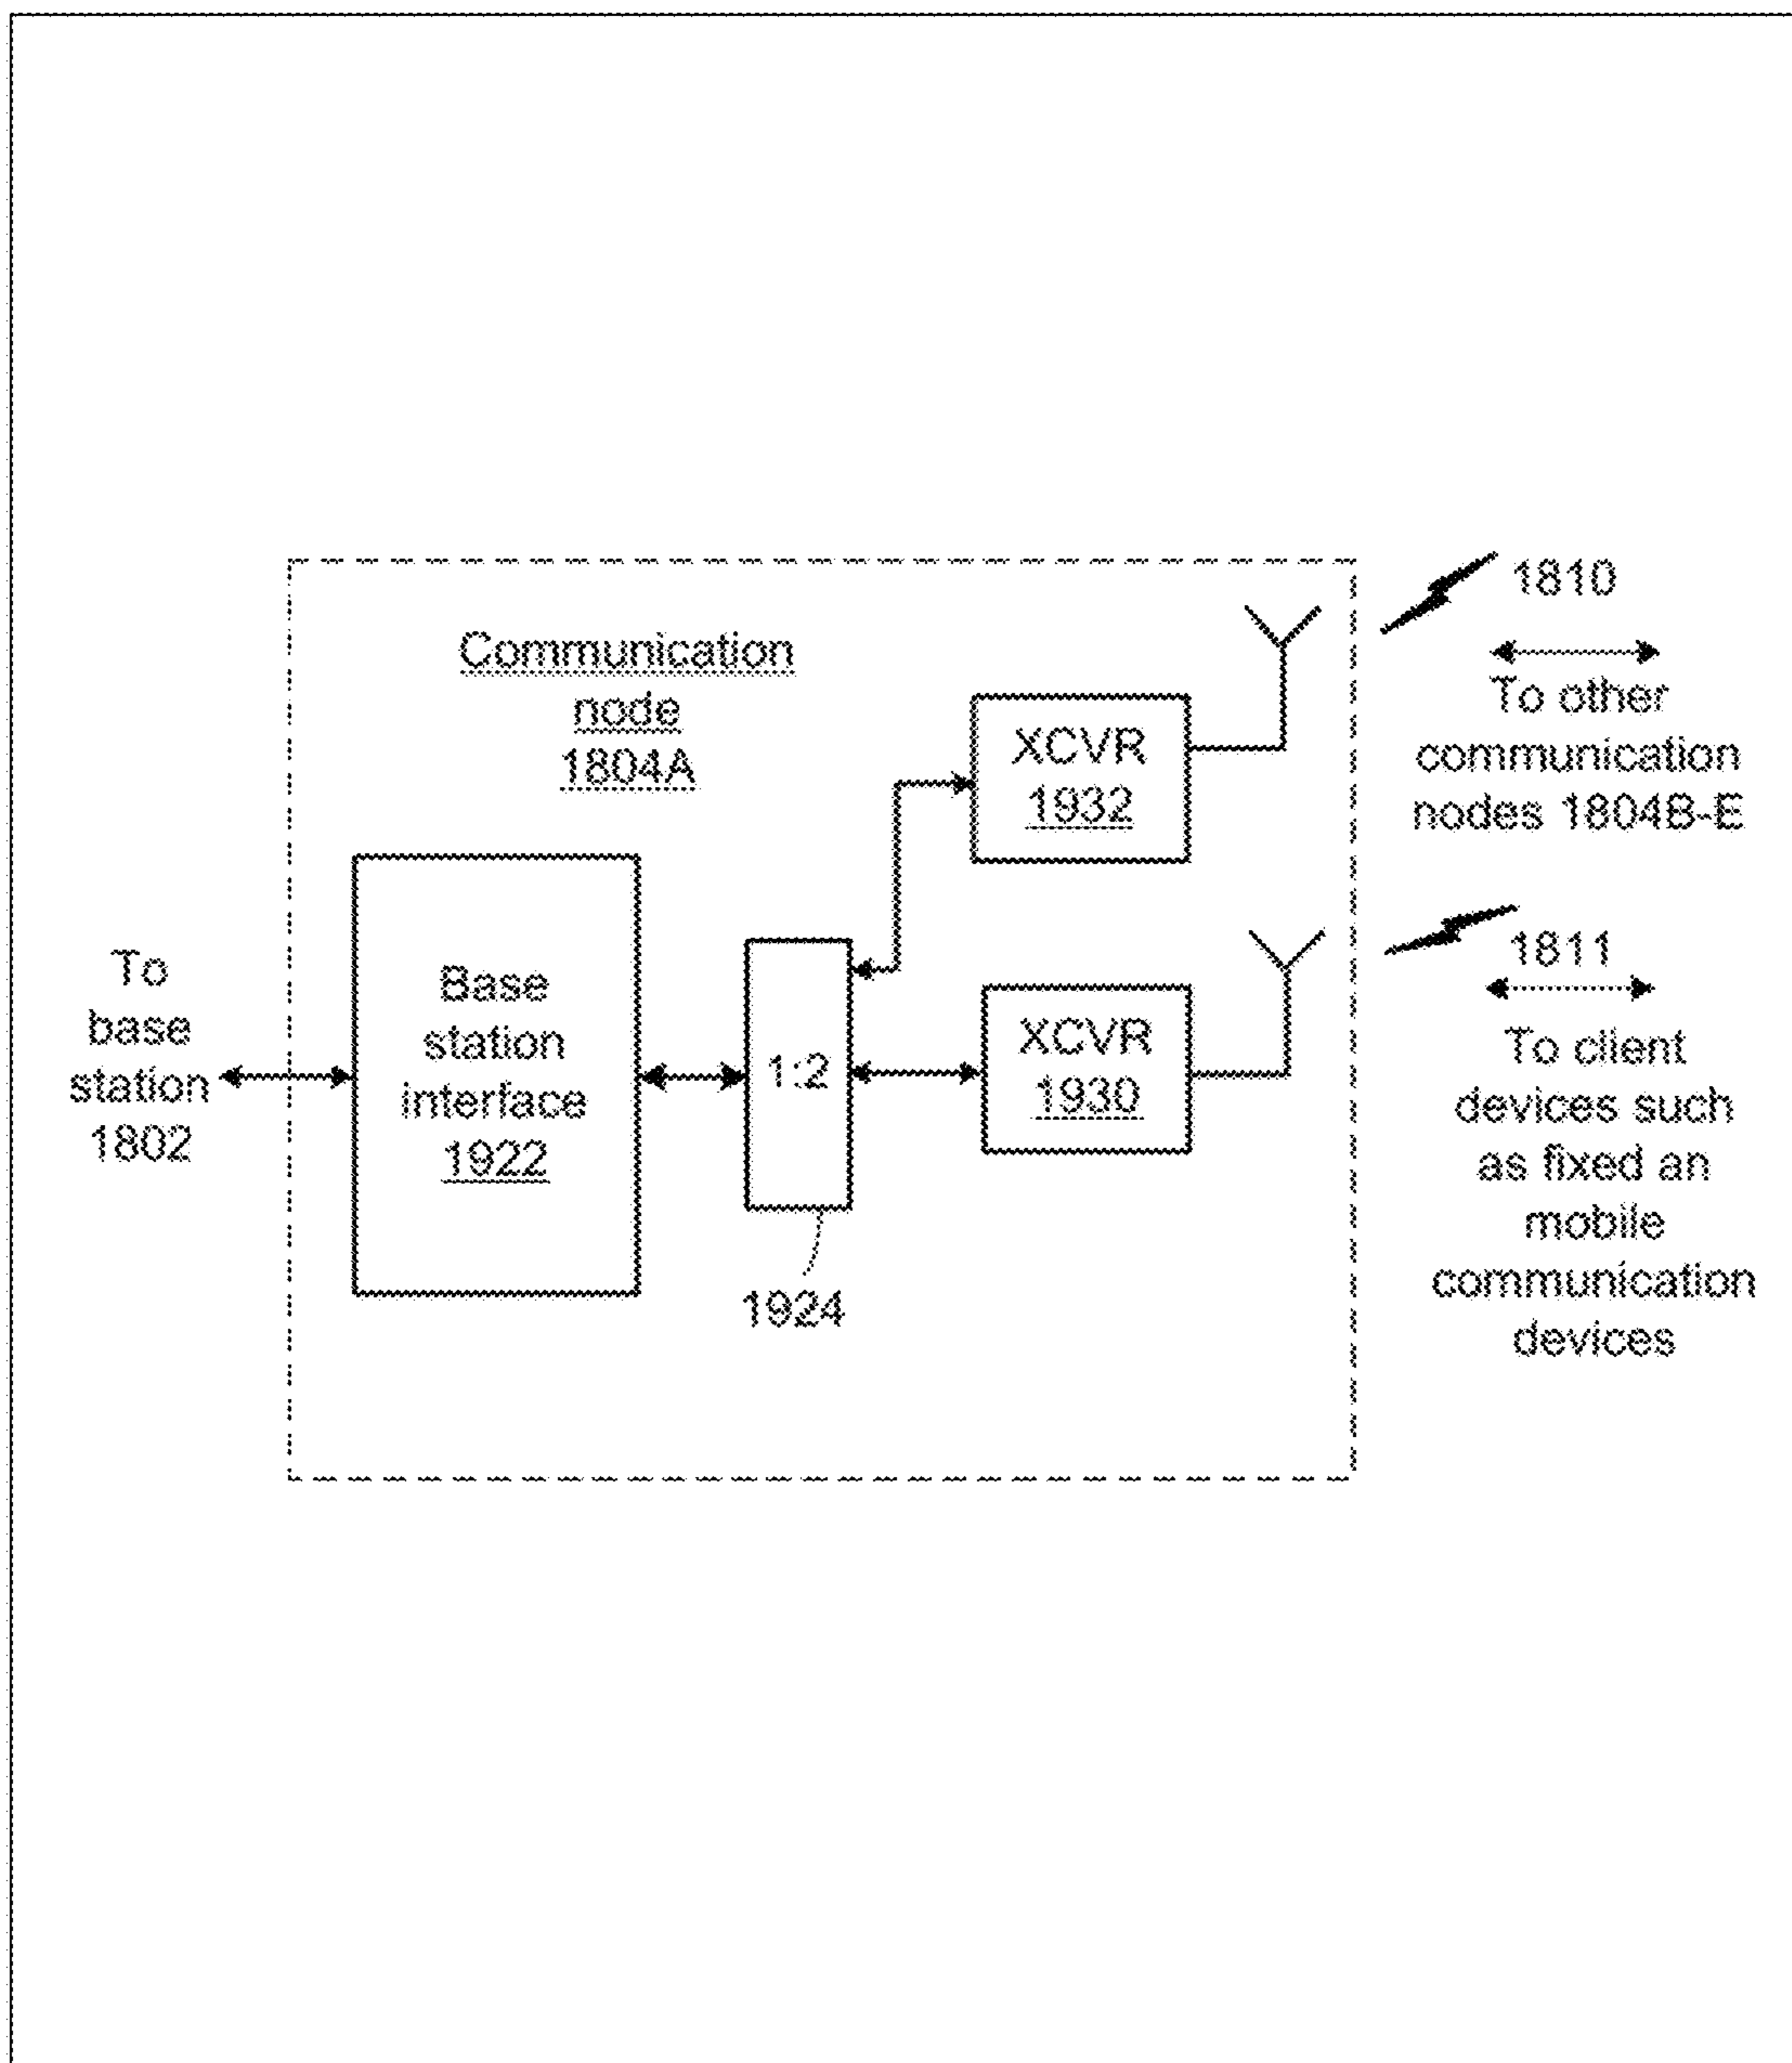 Communication
node
1804A
1810
To other
communication
nodes 1804B-E
XCVR
1932
To
base
station
1802
Base
station
interface
1922
1:2
1924
XCVR
1930
1811
To client
devices such
as fixed an
mobile
communication
devices